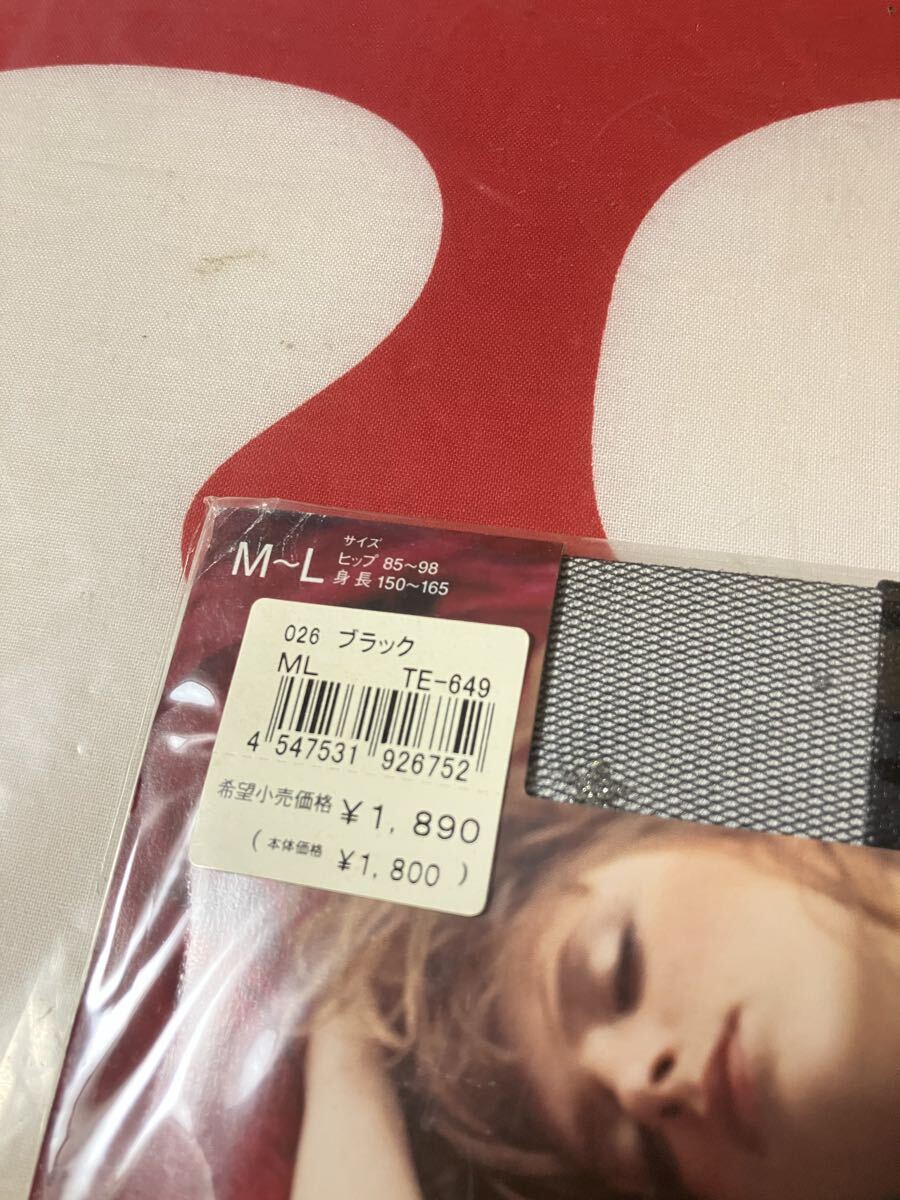 M～L
サイズ
ヒップ 85～98
身長 150～165
026 ブラック
ML TE-649
4 547531 926752
希望小売価格 ¥1,890
(本体価格 ¥1,800)